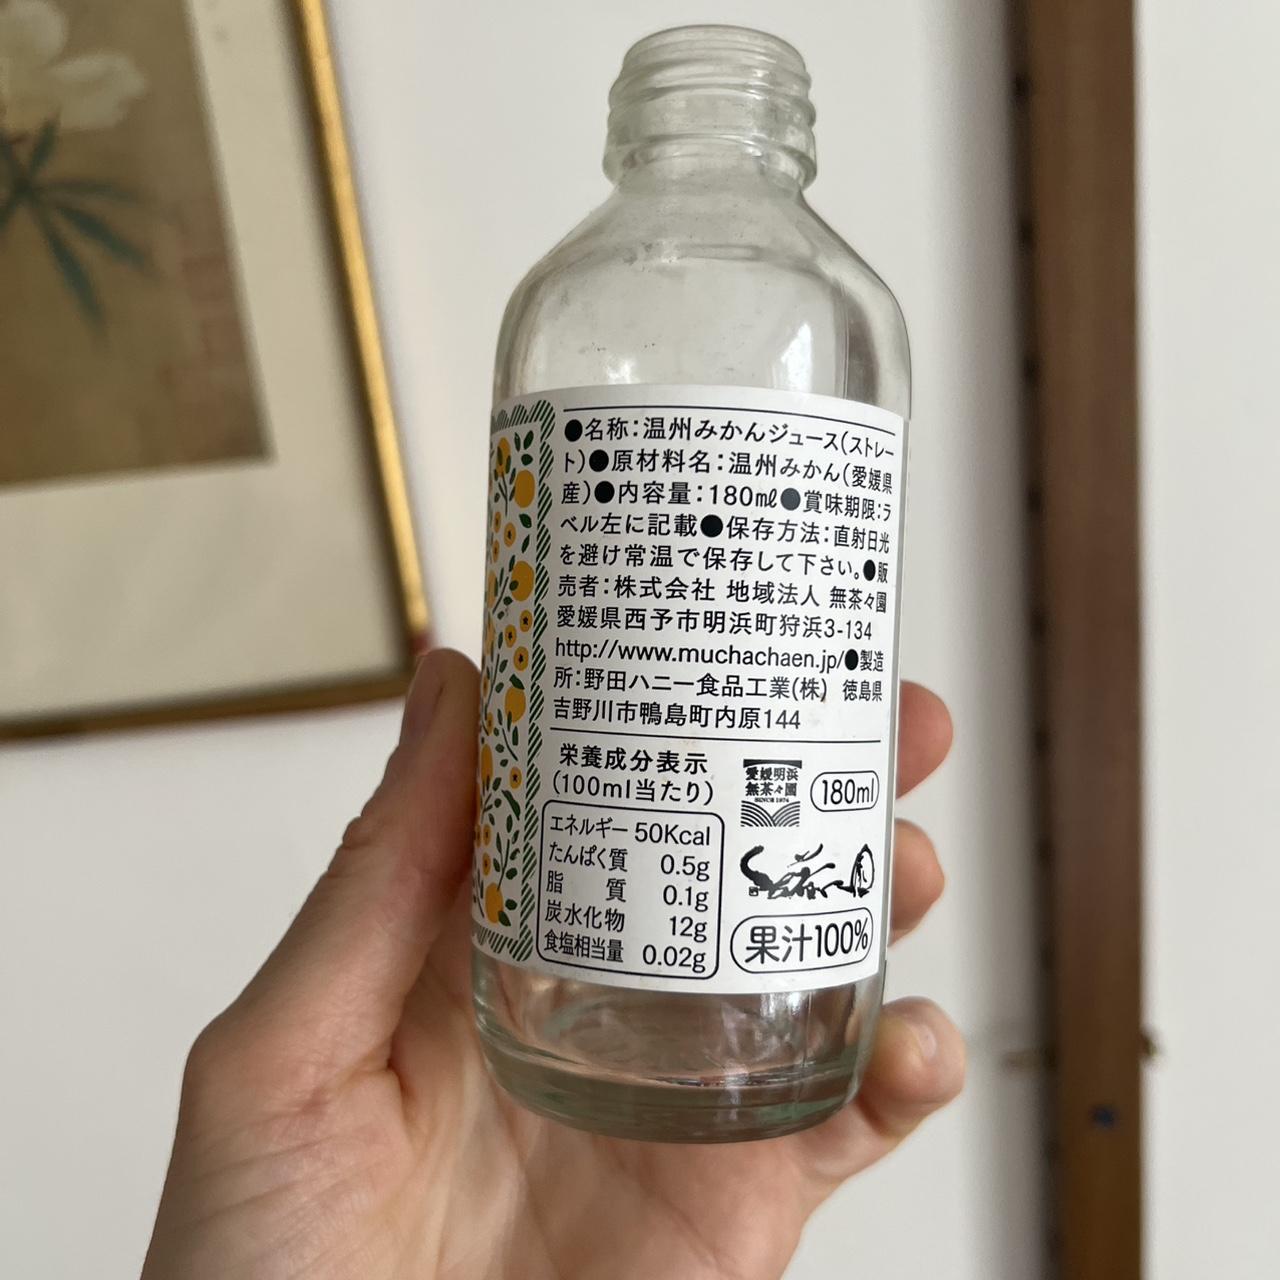 ●名称：温州みかんジュース(ストレー
ト)●原材料名：温州みかん(愛媛県
産)●内容量：180㎖●賞味期限：ラ
ベル左に記載●保存方法：直射日光
を避け常温で保存して下さい。●販
売者：株式会社 地域法人 無茶々園
愛媛県西予市明浜町狩浜3-134
http://www.muchachaen.jp/●製造
所：野田ハニー食品工業(株) 徳島県
吉野川市鴨島町内原144
栄養成分表示
(100ml当たり)
エネルギー 50Kcal
たんぱく質 0.5g
脂 質 0.1g
炭水化物 12g
食塩相当量 0.02g
愛媛明浜
無茶々園
SINCE 1974
180ml
果汁100%